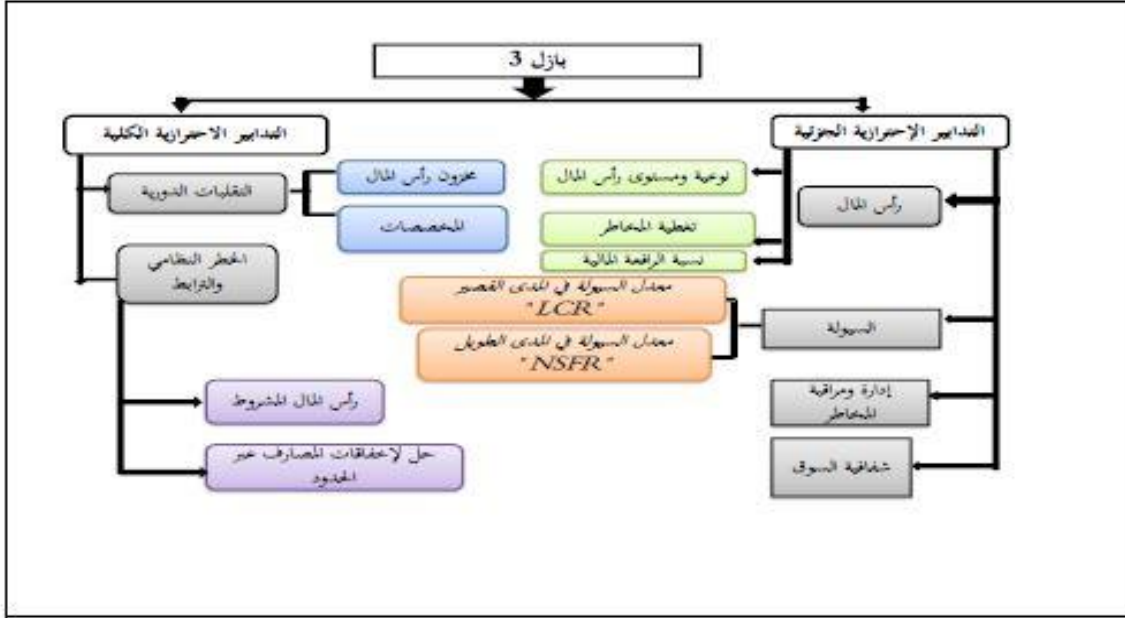 بازل 3
التدابير الإحترازية الجزئية
التدابير الاحترازية الكلية
رأس المال
نوعية ومستوى رأس المال
تغطية المخاطر
نسبة الرافعة المالية
السيولة
معدل السيولة في المدى القصير
"LCR"
معدل السيولة في المدى الطويل
"NSFR"
إدارة ومراقبة
المخاطر
شفافية السوق
التقلبات الدورية
مخزون رأس المال
المخصصات
الخطر النظامي
والترابط
رأس المال المشروط
حل لإخفاقات المصارف عبر
الحدود